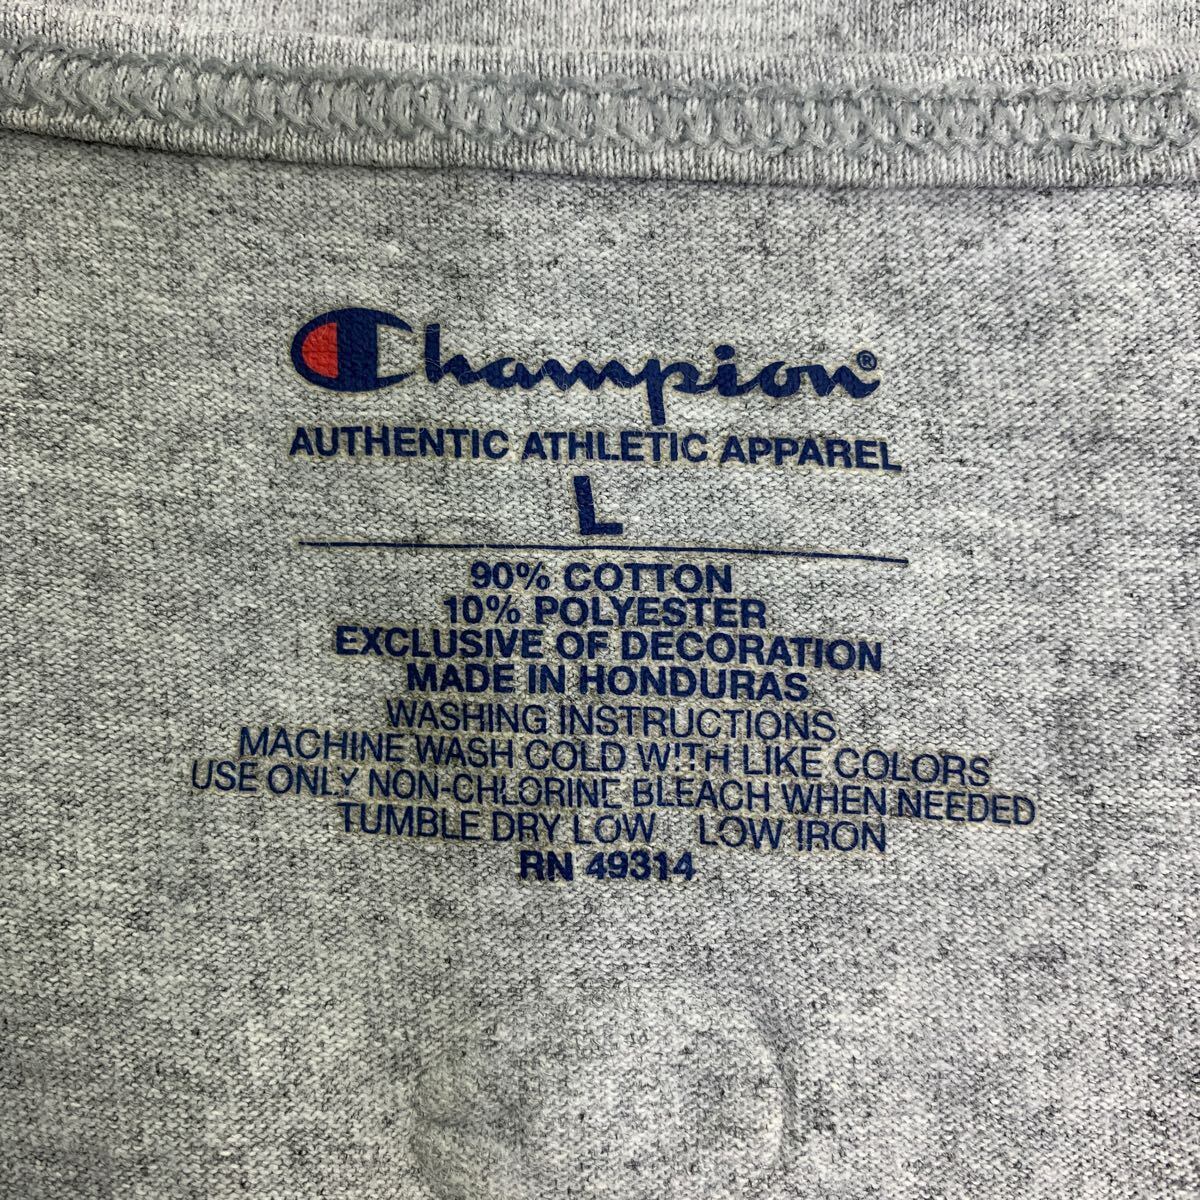 Champion®
AUTHENTIC ATHLETIC APPAREL
L
90% COTTON
10% POLYESTER
EXCLUSIVE OF DECORATION
MADE IN HONDURAS
WASHING INSTRUCTIONS
MACHINE WASH COLD WITH LIKE COLORS
USE ONLY NON-CHLORINE BLEACH WHEN NEEDED
TUMBLE DRY LOW LOW IRON
RN 49314